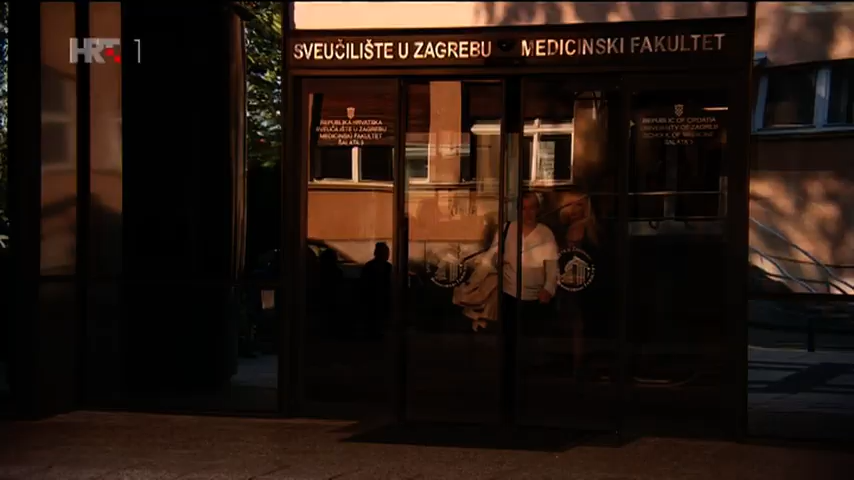 HRT 1
SVEUČILIŠTE U ZAGREBU MEDICINSKI FAKULTET
REPUBLIKA HRVATSKA
SVEUČILIŠTE U ZAGREBU
MEDICINSKI FAKULTET
ŠALATA 3
REPUBLIC OF CROATIA
UNIVERSITY OF ZAGREB
SCHOOL OF MEDICINE
ŠALATA 3